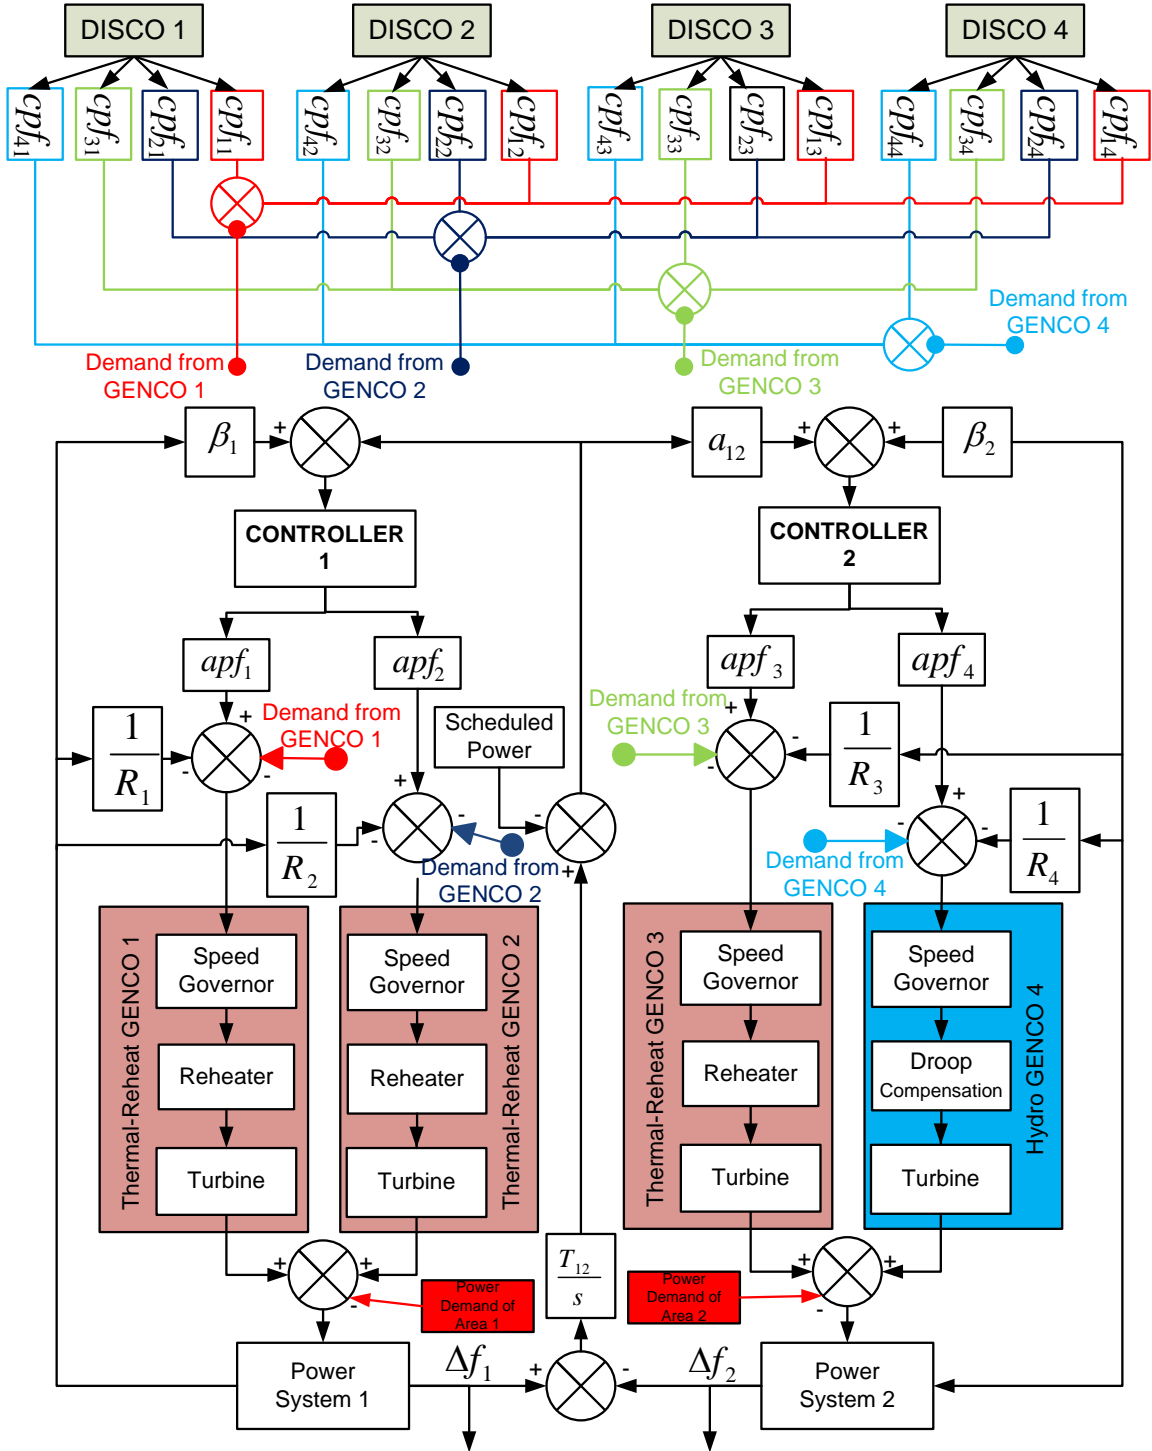 DISCO 1
DISCO 2
DISCO 3
DISCO 4
cpf41
cpf31
cpf21
cpf11
cpf42
cpf32
cpf22
cpf12
cpf43
cpf33
cpf23
cpf13
cpf44
cpf34
cpf24
cpf14
Demand from
GENCO 1
Demand from
GENCO 2
Demand from
GENCO 3
Demand from
GENCO 4
β1
+
a12
+
+
β2
CONTROLLER
1
CONTROLLER
2
apf1
apf2
apf3
apf4
1
R1
-
+
-
Demand from
GENCO 1
Scheduled
Power
-
+
Demand from
GENCO 3
+
-
-
1
R3
1
R2
-
+
-
Demand from
GENCO 2
Demand from
GENCO 4
-
+
-
1
R4
Thermal-Reheat GENCO 1
Speed
Governor
Reheater
Turbine
Thermal-Reheat GENCO 2
Speed
Governor
Reheater
Turbine
Thermal-Reheat GENCO 3
Speed
Governor
Reheater
Turbine
Hydro GENCO 4
Speed
Governor
Droop
Compensation
Turbine
+
+
-
Power
Demand of
Area 1
T12
s
Power
Demand of
Area 2
+
+
-
Power
System 1
Δf1
+
-
Δf2
Power
System 2